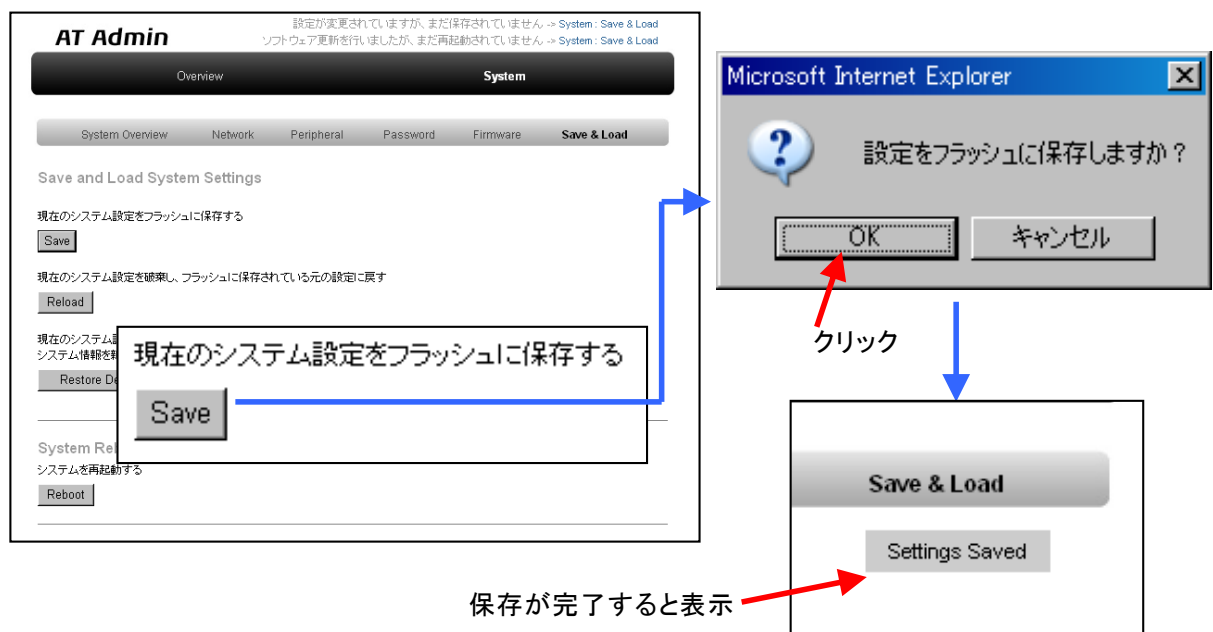 AT Admin
設定が変更されていますが、まだ保存されていません -> System : Save & Load
ソフトウェア更新を行いましたが、まだ再起動されていません -> System : Save & Load
Overview System
System Overview Network Peripheral Password Firmware Save & Load
Save and Load System Settings
現在のシステム設定をフラッシュに保存する
Save
現在のシステム設定を破棄し、フラッシュに保存されている元の設定に戻す
Reload
現在のシステム
システム情報を
Restore De
現在のシステム設定をフラッシュに保存する
Save
System Re
システムを再起動する
Reboot
Microsoft Internet Explorer
設定をフラッシュに保存しますか?
OK キャンセル
クリック
Save & Load
Settings Saved
保存が完了すると表示